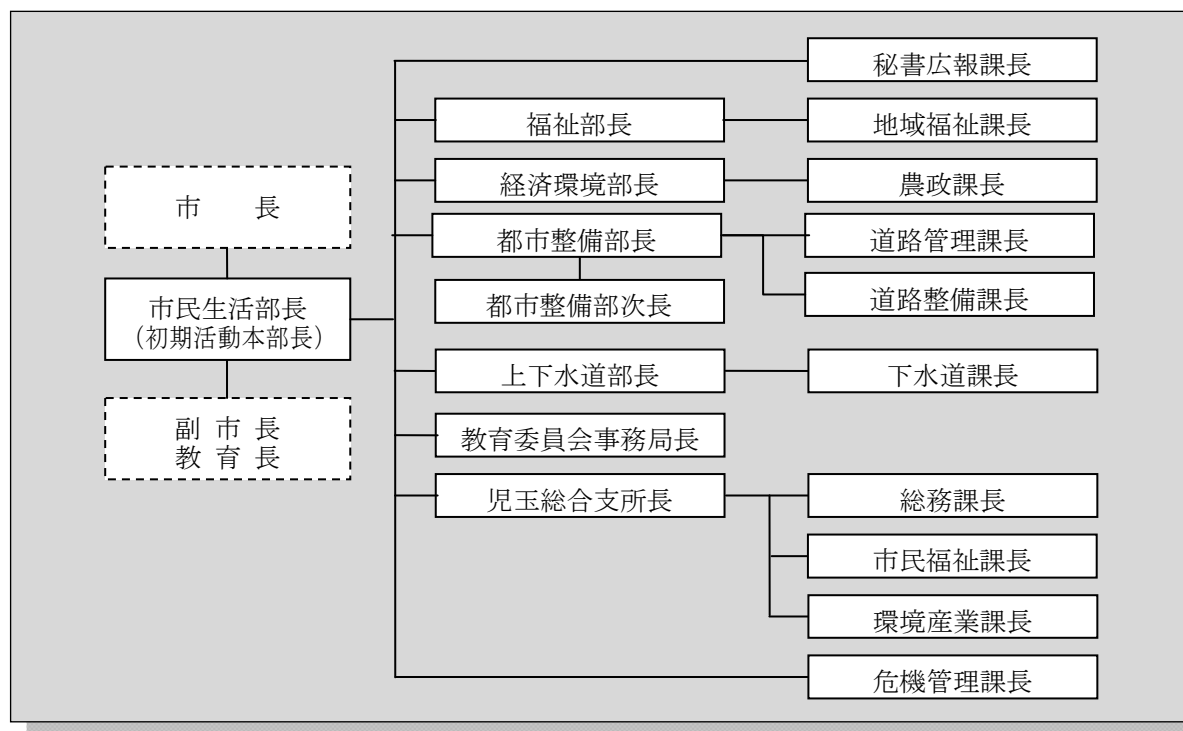 秘書広報課長
福祉部長
地域福祉課長
経済環境部長
農政課長
市　　長
都市整備部長
道路管理課長
都市整備部次長
道路整備課長
市民生活部長
（初期活動本部長）
上下水道部長
下水道課長
副 市 長
教 育 長
教育委員会事務局長
児玉総合支所長
総務課長
市民福祉課長
環境産業課長
危機管理課長